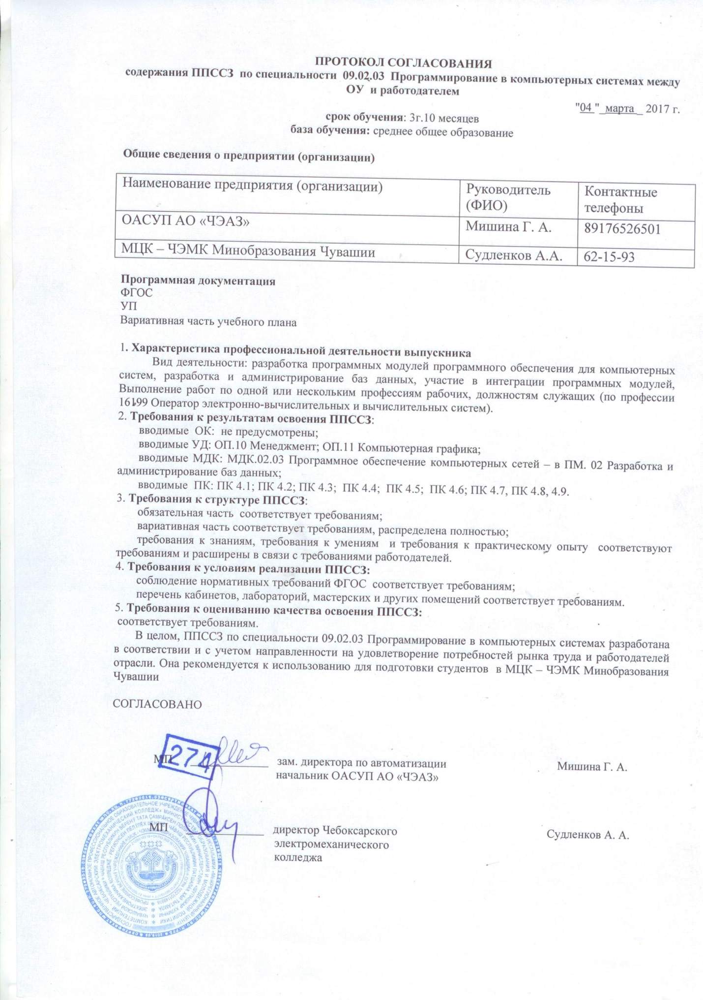 ПРОТОКОЛ СОГЛАСОВАНИЯ
содержания ППССЗ по специальности 09.02.03 Программирование в компьютерных системах между
ОУ и работодателем
"04 "_марта_ 2017 г.
срок обучения: 3г.10 месяцев
база обучения: среднее общее образование
Общие сведения о предприятии (организации)
Наименование предприятия (организации) Руководитель (ФИО) Контактные телефоны
ОАСУП АО «ЧЭАЗ» Мишина Г. А. 89176526501
МЦК – ЧЭМК Минобразования Чувашии Судленков А.А. 62-15-93
Программная документация
ФГОС
УП
Вариативная часть учебного плана
1. Характеристика профессиональной деятельности выпускника
Вид деятельности: разработка программных модулей программного обеспечения для компьютерных
систем, разработка и администрирование баз данных, участие в интеграции программных модулей,
Выполнение работ по одной или нескольким профессиям рабочих, должностям служащих (по профессии
16199 Оператор электронно-вычислительных и вычислительных систем).
2. Требования к результатам освоения ППССЗ:
вводимые ОК: не предусмотрены;
вводимые УД: ОП.10 Менеджмент; ОП.11 Компьютерная графика;
вводимые МДК: МДК.02.03 Программное обеспечение компьютерных сетей – в ПМ. 02 Разработка и
администрирование баз данных;
вводимые ПК: ПК 4.1; ПК 4.2; ПК 4.3; ПК 4.4; ПК 4.5; ПК 4.6; ПК 4.7, ПК 4.8, 4.9.
3. Требования к структуре ППССЗ:
обязательная часть соответствует требованиям;
вариативная часть соответствует требованиям, распределена полностью;
требования к знаниям, требования к умениям и требования к практическому опыту соответствуют
требованиям и расширены в связи с требованиями работодателей.
4. Требования к условиям реализации ППССЗ:
соблюдение нормативных требований ФГОС соответствует требованиям;
перечень кабинетов, лабораторий, мастерских и других помещений соответствует требованиям.
5. Требования к оцениванию качества освоения ППССЗ:
соответствует требованиям.
В целом, ППССЗ по специальности 09.02.03 Программирование в компьютерных системах разработана
в соответствии и с учетом направленности на удовлетворение потребностей рынка труда и работодателей
отрасли. Она рекомендуется к использованию для подготовки студентов в МЦК – ЧЭМК Минобразования
Чувашии
СОГЛАСОВАНО
274
МП зам. директора по автоматизации Мишина Г. А.
начальник ОАСУП АО «ЧЭАЗ»
МП директор Чебоксарского Судленков А. А.
электромеханического
колледжа